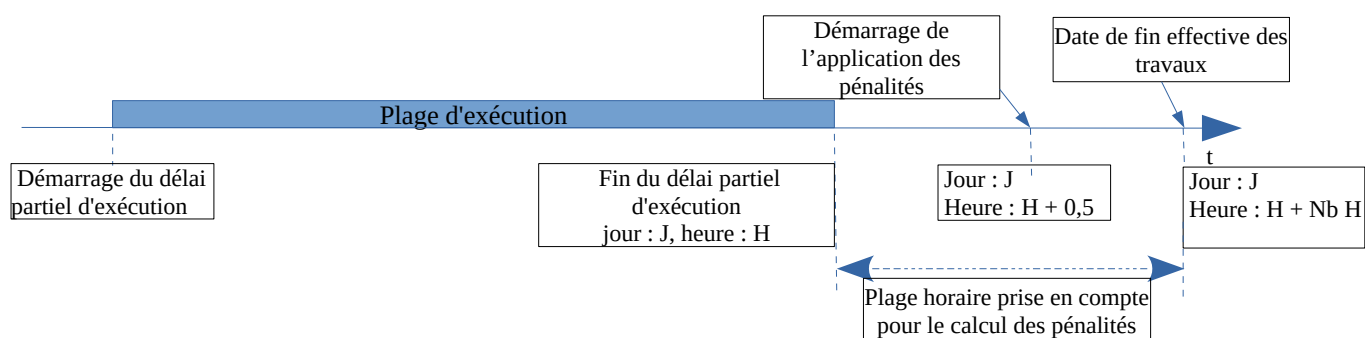 Démarrage de
l’application des
pénalités
Date de fin effective des
travaux
Plage d'exécution
t
Démarrage du délai
partiel d'exécution
Fin du délai partiel
d'exécution
jour : J, heure : H
Jour : J
Heure : H + 0,5
Jour : J
Heure : H + Nb H
Plage horaire prise en compte
pour le calcul des pénalités